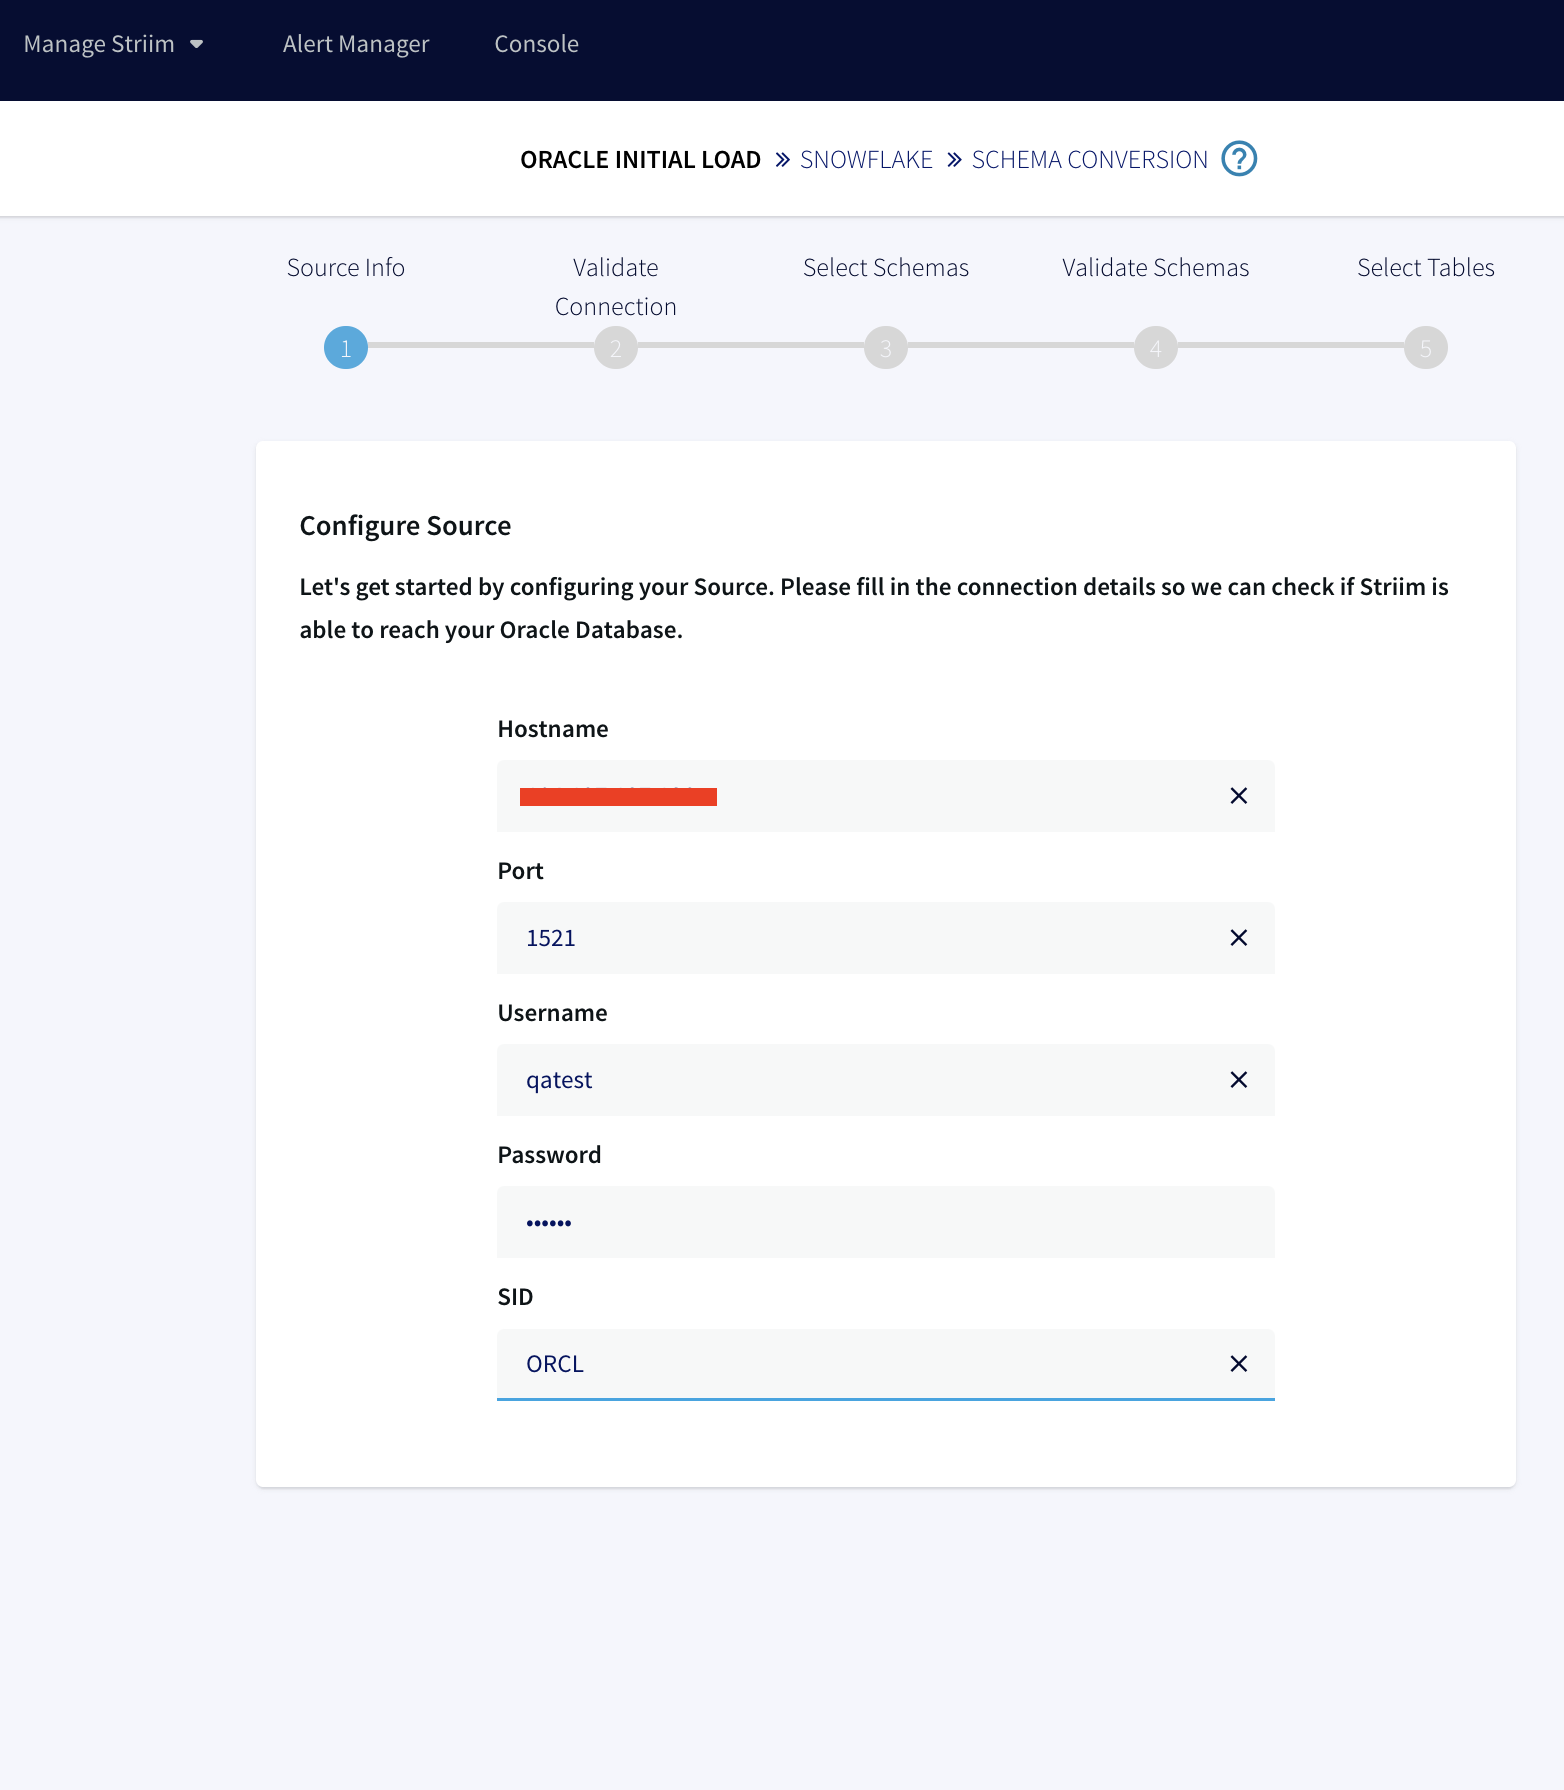 Manage Striim Alert Manager Console
ORACLE INITIAL LOAD » SNOWFLAKE » SCHEMA CONVERSION ?
Source Info
Validate
Connection
Select Schemas
Validate Schemas
Select Tables
1 2 3 4 5
Configure Source
Let's get started by configuring your Source. Please fill in the connection details so we can check if Striim is
able to reach your Oracle Database.
Hostname
Port
1521
Username
qatest
Password
••••••
SID
ORCL